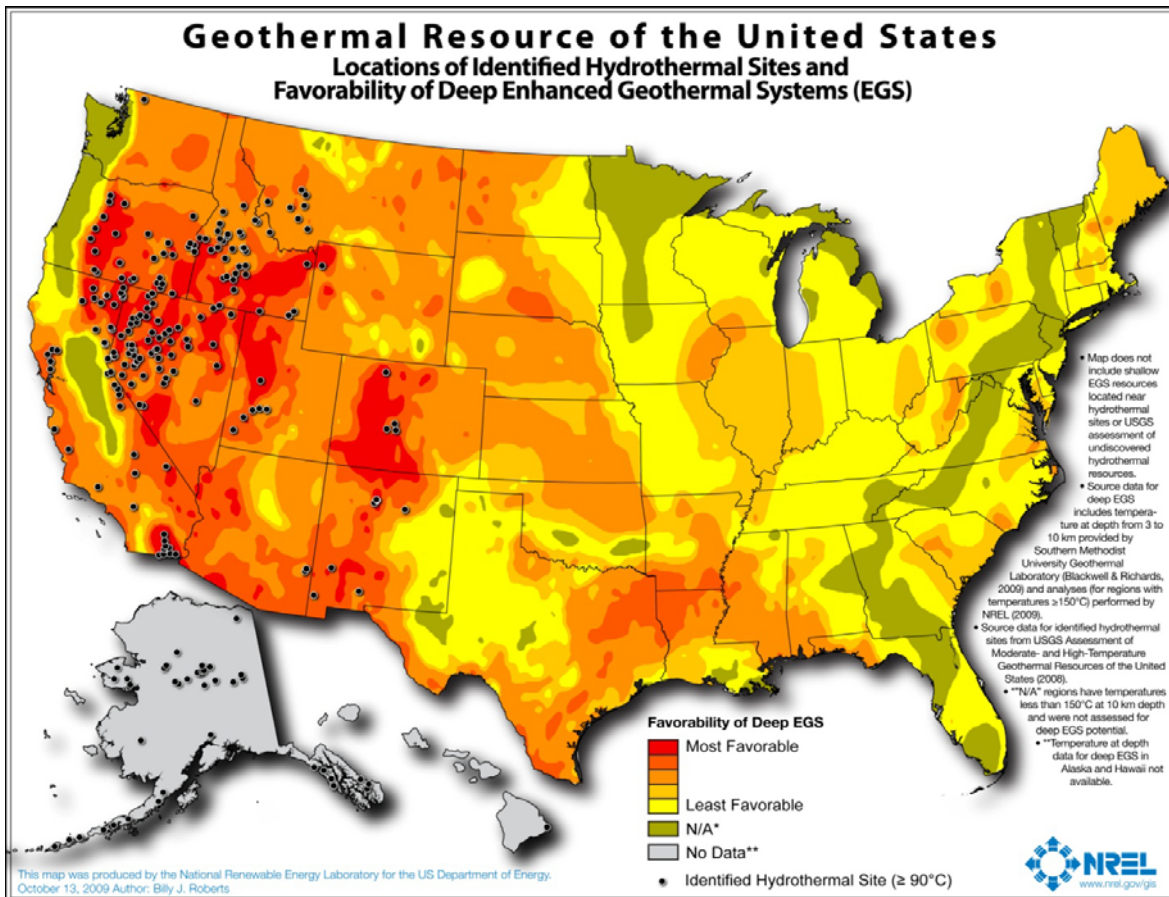 Geothermal Resource of the United States
Locations of Identified Hydrothermal Sites and
Favorability of Deep Enhanced Geothermal Systems (EGS)
• Map does not
include shallow
EGS resources
located near
hydrothermal
sites or USGS
assessment of
undiscovered
hydrothermal
resources.
• Source data for
deep EGS
includes tempera-
ture at depth from 3 to
10 km provided by
Southern Methodist
University Geothermal
Laboratory (Blackwell & Richards,
2009) and analyses (for regions with
temperatures ≥150°C) performed by
NREL (2009).
• Source data for identified hydrothermal
sites from USGS Assessment of
Moderate- and High-Temperature
Geothermal Resources of the United
States (2008).
• *"N/A" regions have temperatures
less than 150°C at 10 km depth
and were not assessed for
deep EGS potential.
• **Temperature at depth
data for deep EGS in
Alaska and Hawaii not
available.
Favorability of Deep EGS
Most Favorable
Least Favorable
N/A*
No Data**
Identified Hydrothermal Site (≥ 90°C)
This map was produced by the National Renewable Energy Laboratory for the US Department of Energy.
October 13, 2009 Author: Billy J. Roberts
NREL
www.nrel.gov/gis